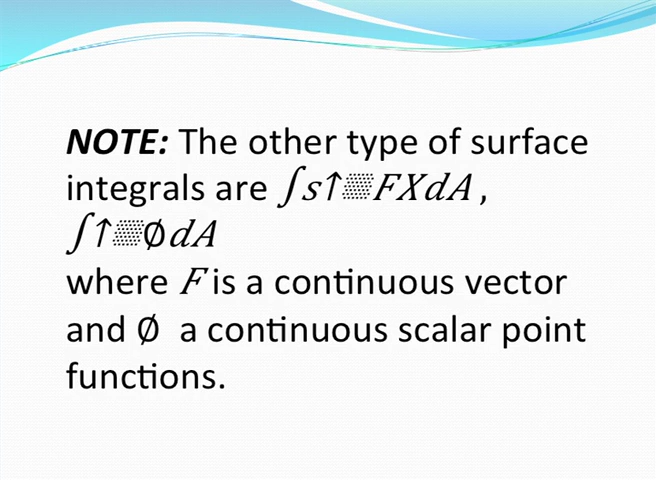 NOTE: The other type of surface
integrals are ∫s↑▒FXdA ,
∫↑▒∅dA
where F is a continuous vector
and ∅ a continuous scalar point
functions.